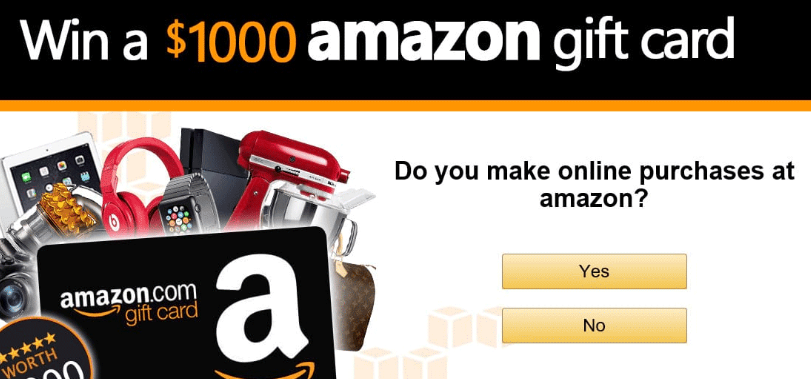 Win a $1000 amazon gift card
Do you make online purchases at
amazon?
Yes
No
amazon.com
gift card
a
WORTH